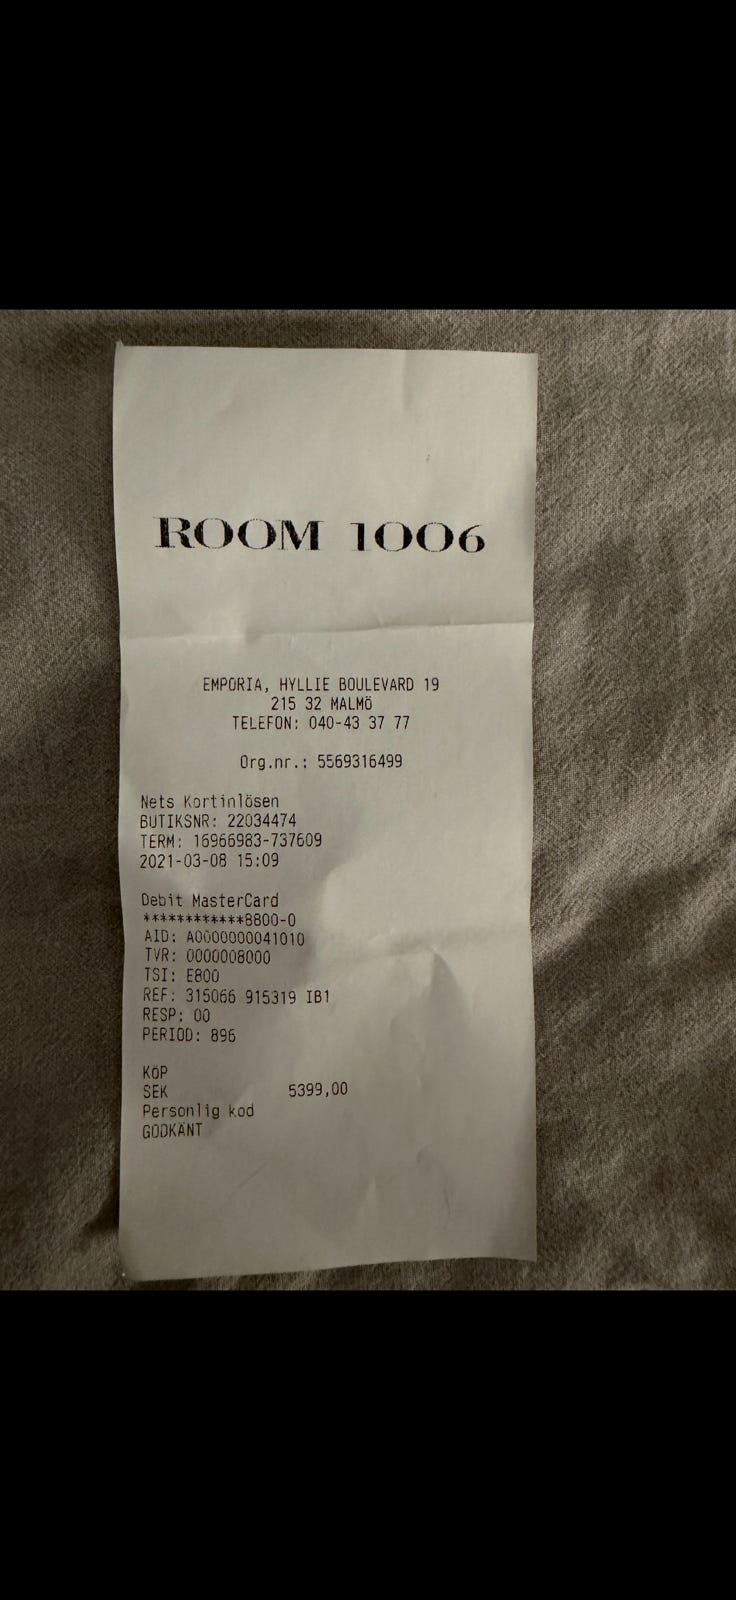 ROOM 1006
EMPORIA, HYLLIE BOULEVARD 19
215 32 MALMÖ
TELEFON: 040-43 37 77
Org.nr.: 5569316499
Nets Kortinlösen
BUTIKSNR: 22034474
TERM: 16966983-737609
2021-03-08 15:09
Debit MasterCard
************8800-0
AID: A0000000041010
TVR: 0000008000
TSI: E800
REF: 315066 915319 IB1
RESP: 00
PERIOD: 896
KÖP
SEK 5399,00
Personlig kod
GODKÄNT